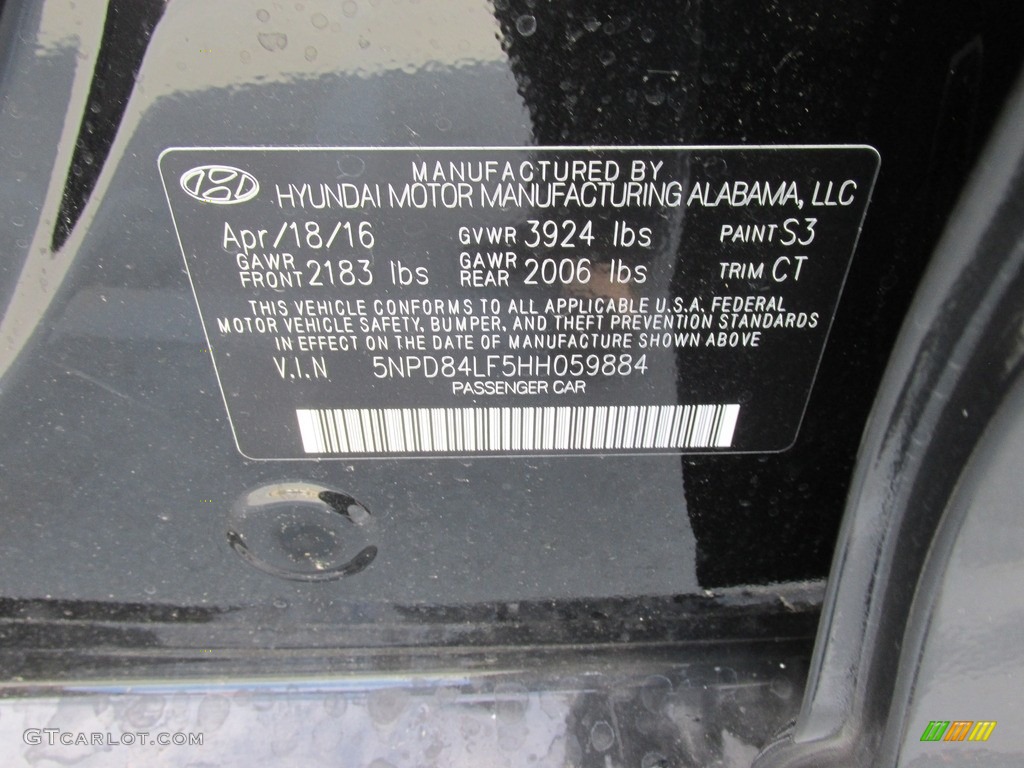 MANUFACTURED BY
HYUNDAI MOTOR MANUFACTURING ALABAMA, LLC
Apr/18/16 GVWR 3924 lbs PAINT S3
GAWR FRONT 2183 lbs GAWR REAR 2006 lbs TRIM CT
THIS VEHICLE CONFORMS TO ALL APPLICABLE U.S.A. FEDERAL
MOTOR VEHICLE SAFETY, BUMPER, AND THEFT PREVENTION STANDARDS
IN EFFECT ON THE DATE OF MANUFACTURE SHOWN ABOVE
V.I.N 5NPD84LF5HH059884
PASSENGER CAR
GTCARLOT.COM